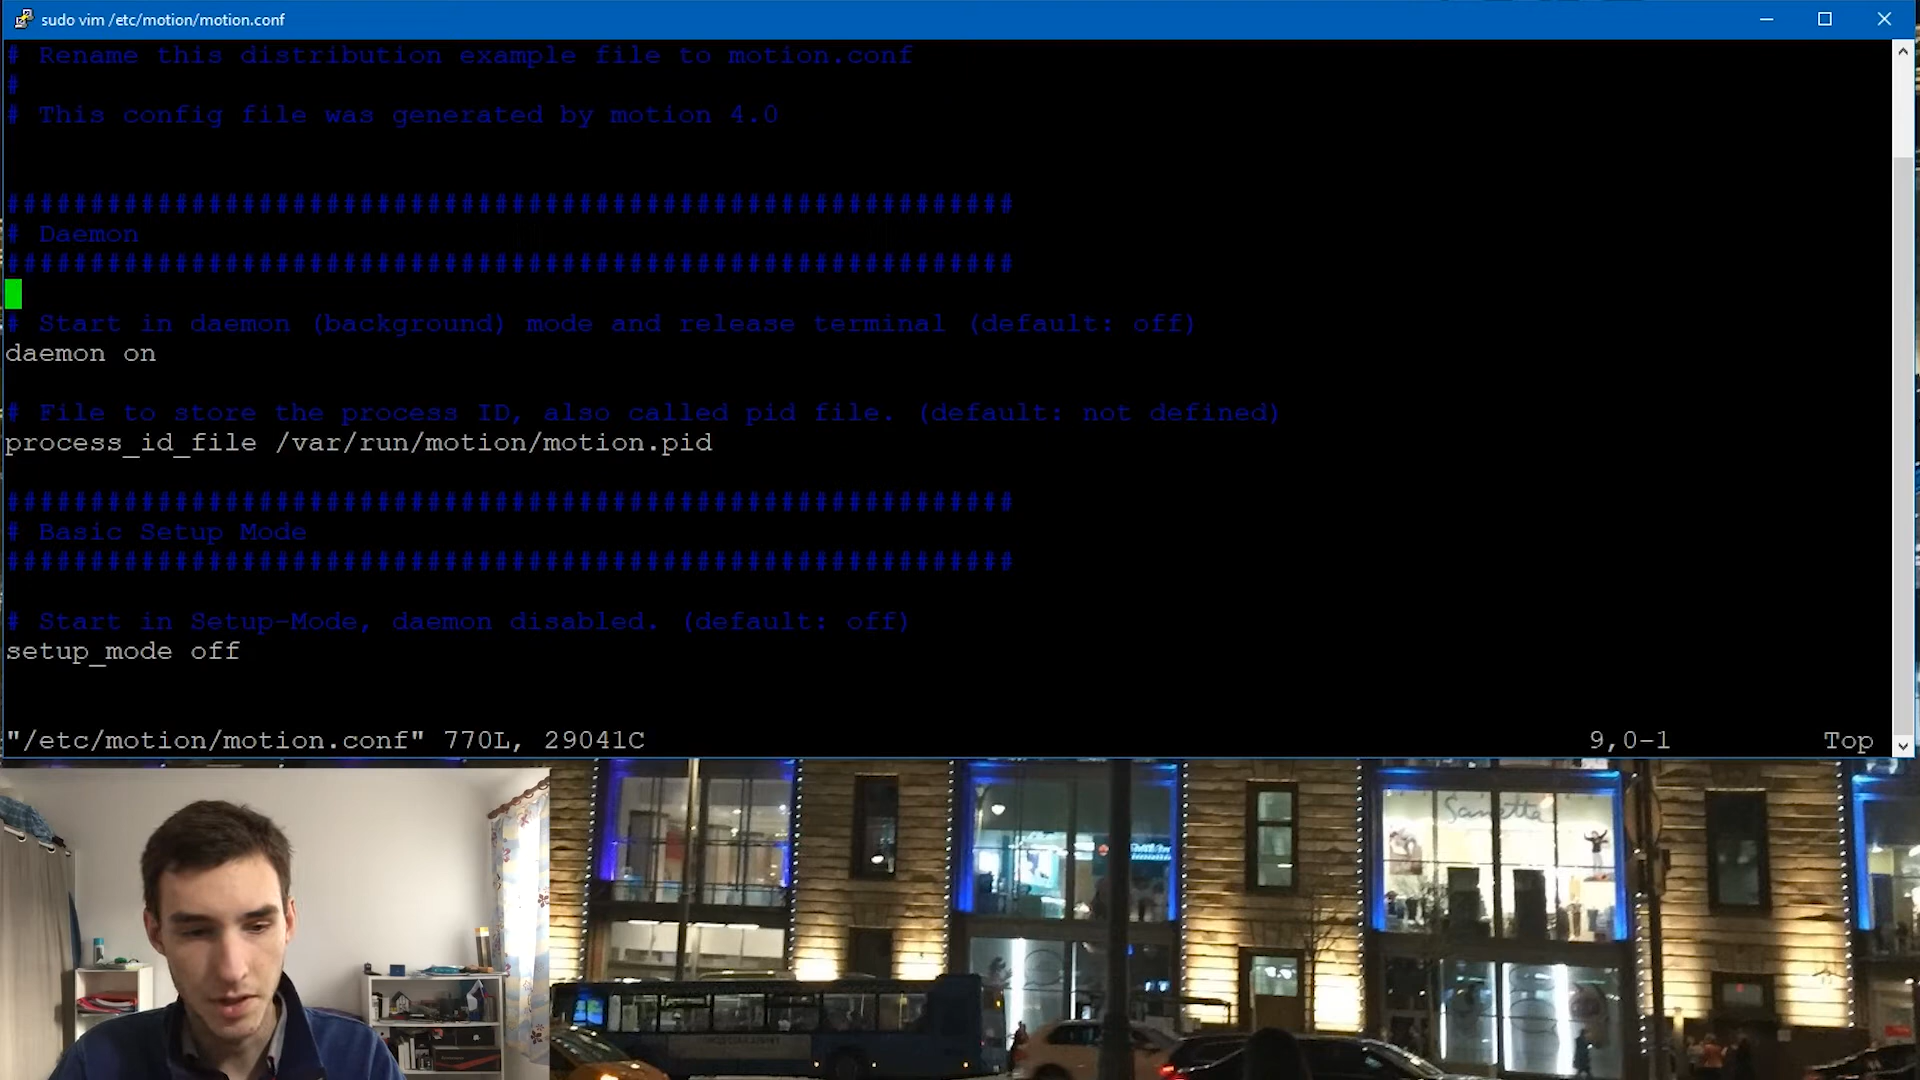 sudo vim /etc/motion/motion.conf
# Rename this distribution example file to motion.conf
#
# This config file was generated by motion 4.0
############################################################
# Daemon
############################################################
# Start in daemon (background) mode and release terminal (default: off)
daemon on
# File to store the process ID, also called pid file. (default: not defined)
process_id_file /var/run/motion/motion.pid
############################################################
# Basic Setup Mode
############################################################
# Start in Setup-Mode, daemon disabled. (default: off)
setup_mode off
"/etc/motion/motion.conf" 770L, 29041C 9,0-1 Top
Sanetta